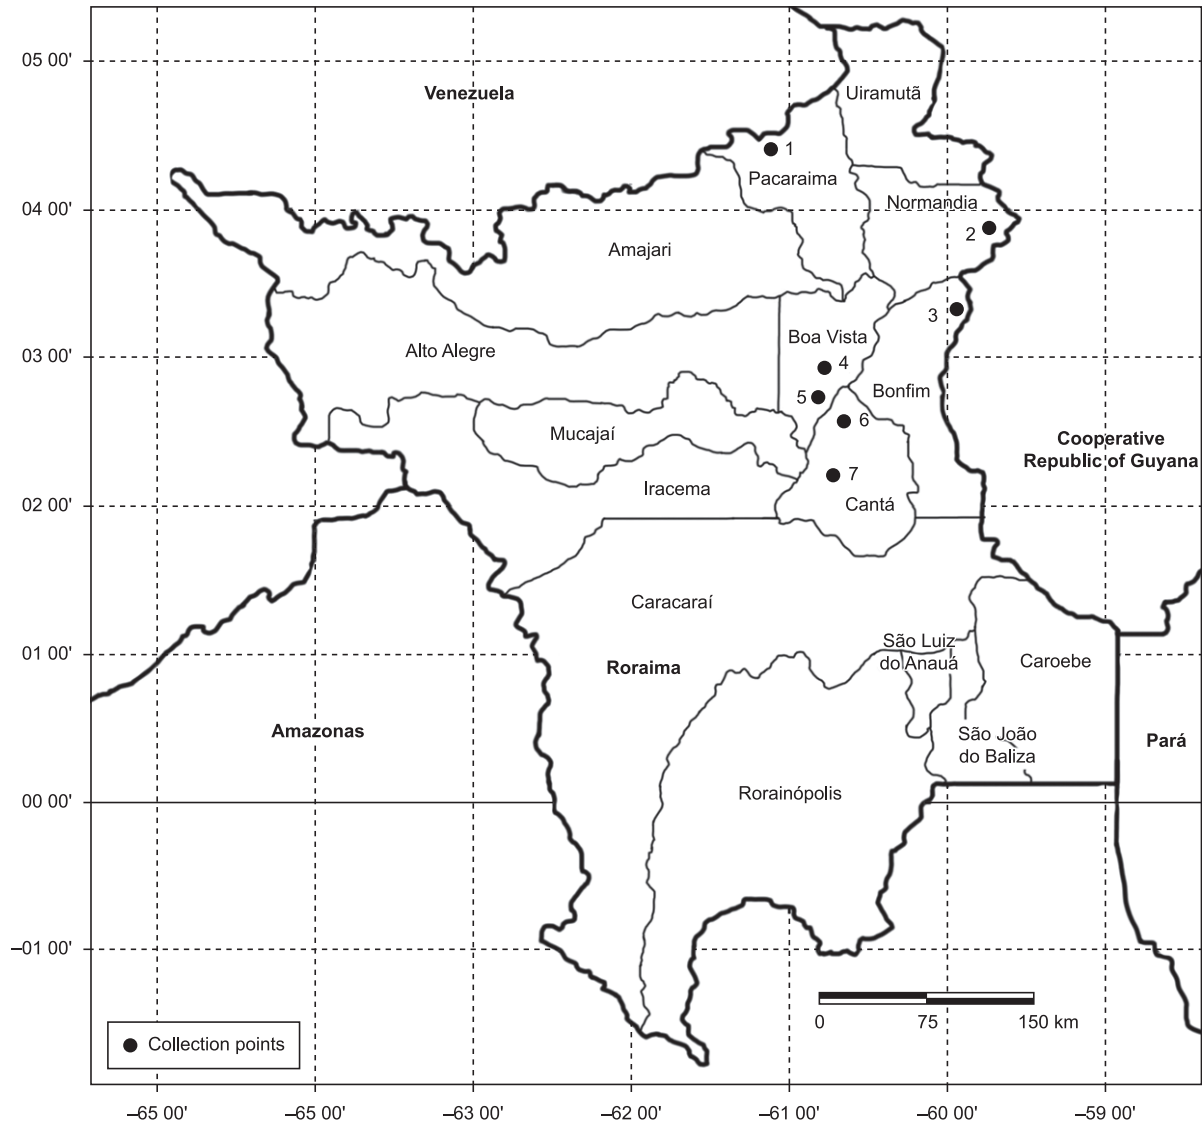 05 00'
Venezuela
Uiramutã
1
Pacaraima
04 00'
Normandia
2
Amajari
3
Boa Vista
03 00'
Alto Alegre
4
Bonfim
5
6
Mucajaí
Cooperative
Republic of Guyana
7
Iracema
Cantá
02 00'
Caracaraí
São Luiz
do Anauá
01 00'
Roraima
Caroebe
Amazonas
São João
do Baliza
Pará
00 00'
Rorainópolis
–01 00'
0 75 150 km
Collection points
–65 00' –65 00' –63 00' –62 00' –61 00' –60 00' –59 00'